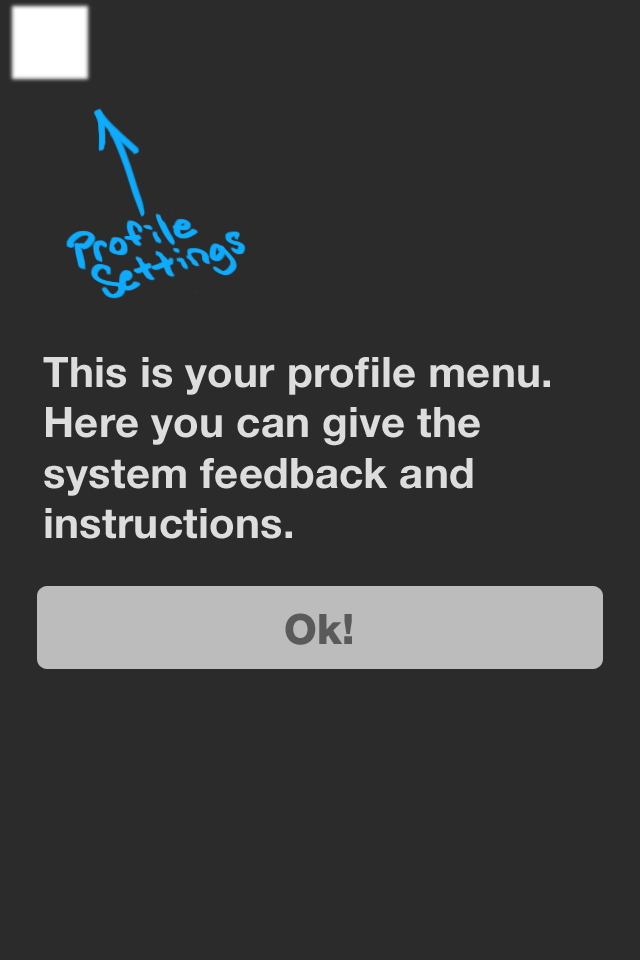 Profile
Settings
This is your profile menu.
Here you can give the
system feedback and
instructions.
Ok!